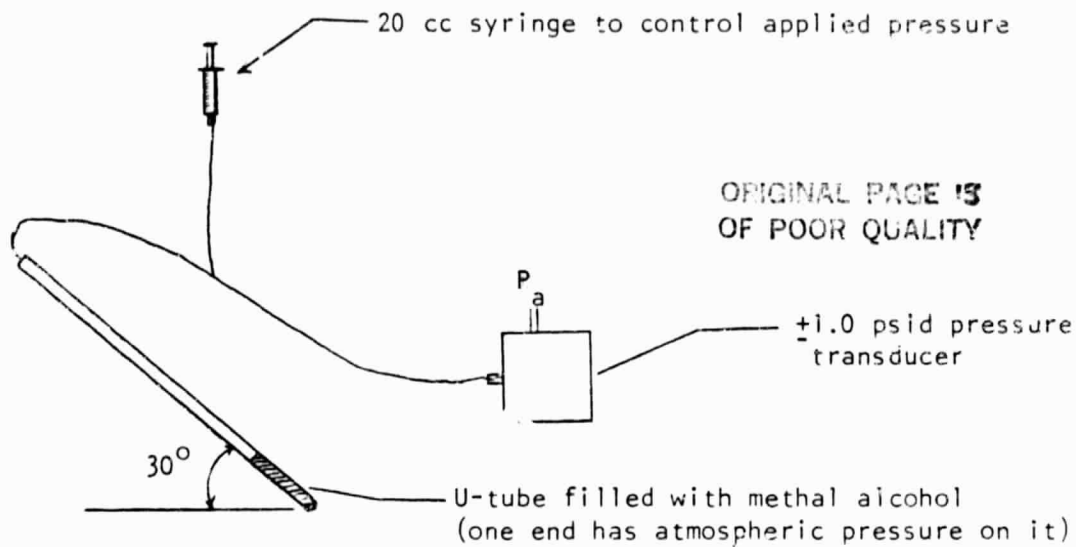 20 cc syringe to control applied pressure
ORIGINAL PAGE IS
OF POOR QUALITY
P
a
±1.0 psid pressure
transducer
30°
U-tube filled with methal alcohol
(one end has atmospheric pressure on it)